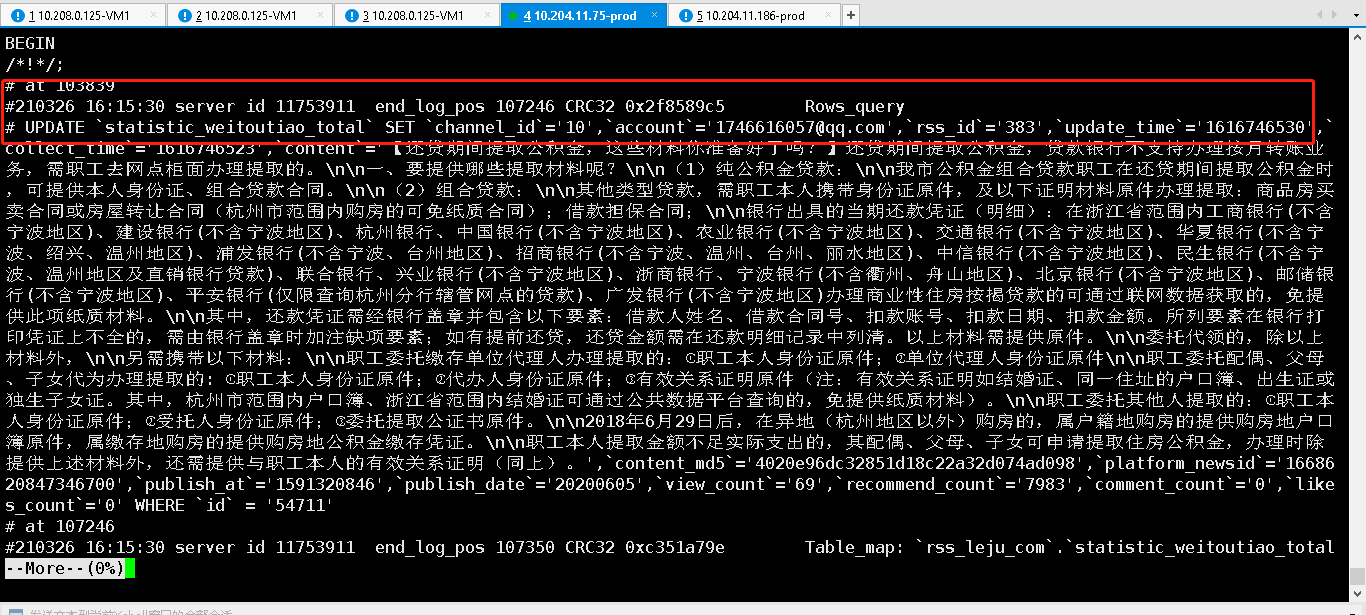 1 10.208.0.125-VM1 × 2 10.208.0.125-VM1 × 3 10.208.0.125-VM1 × 4 10.204.11.75-prod × 5 10.204.11.186-prod × +
BEGIN
/*!*/;
# at 103839
#210326 16:15:30 server id 11753911  end_log_pos 107246 CRC32 0x2f8589c5        Rows_query
# UPDATE `statistic_weitoutiao_total` SET `channel_id`='10',`account`='1746616057@qq.com',`rss_id`='383',`update_time`='1616746530',`
collect_time`='1616746523',`content`='【还贷期间提取公积金，这些材料你准备好了吗？】还贷期间提取公积金，贷款银行不支持办理按月转账业
务，需职工去网点柜面办理提取的。\n\n一、要提供哪些提取材料呢？\n\n（1）纯公积金贷款：\n\n我市公积金组合贷款职工在还贷期间提取公积金时
，可提供本人身份证、组合贷款合同。\n\n（2）组合贷款：\n\n其他类型贷款，需职工本人携带身份证原件，及以下证明材料原件办理提取：商品房买
卖合同或房屋转让合同（杭州市范围内购房的可免纸质合同）；借款担保合同；\n\n银行出具的当期还款凭证（明细）：在浙江省范围内工商银行(不含
宁波地区)、建设银行(不含宁波地区)、杭州银行、中国银行(不含宁波地区)、农业银行(不含宁波地区)、交通银行(不含宁波地区)、华夏银行(不含宁
波、绍兴、温州地区)、浦发银行(不含宁波、台州地区)、招商银行(不含宁波、温州、台州、丽水地区)、中信银行(不含宁波地区)、民生银行(不含宁
波、温州地区及直销银行贷款)、联合银行、兴业银行(不含宁波地区)、浙商银行、宁波银行(不含衢州、舟山地区)、北京银行(不含宁波地区)、邮储银
行(不含宁波地区)、平安银行(仅限查询杭州分行辖管网点的贷款)、广发银行(不含宁波地区)办理商业性住房按揭贷款的可通过联网数据获取的，免提
供此项纸质材料。\n\n其中，还款凭证需经银行盖章并包含以下要素：借款人姓名、借款合同号、扣款账号、扣款日期、扣款金额。所列要素在银行打
印凭证上不全的，需由银行盖章时加注缺项要素；如有提前还贷，还贷金额需在还款明细记录中列清。以上材料需提供原件。\n\n委托代领的，除以上
材料外，\n\n另需携带以下材料：\n\n职工委托缴存单位代理人办理提取的：职工本人身份证原件；单位代理人身份证原件\n\n职工委托配偶、父母
、子女代为办理提取的：职工本人身份证原件；代办人身份证原件；有效关系证明原件（注：有效关系证明如结婚证、同一住址的户口簿、出生证或
独生子女证。其中，杭州市范围内户口簿、浙江省范围内结婚证可通过公共数据平台查询的，免提供纸质材料）。\n\n职工委托其他人提取的：职工本
人身份证原件；受托人身份证原件；委托提取公证书原件。\n\n2018年6月29日后，在异地（杭州地区以外）购房的，属户籍地购房的提供购房地户口
簿原件，属缴存地购房的提供购房地公积金缴存凭证。\n\n职工本人提取金额不足实际支出的，其配偶、父母、子女可申请提取住房公积金，办理时除
提供上述材料外，还需提供与职工本人的有效关系证明（同上）。',`content_md5`='4020e96dc32851d18c22a32d074ad098',`platform_newsid`='16686
20847346700',`publish_at`='1591320846',`publish_date`='20200605',`view_count`='69',`recommend_count`='7983',`comment_count`='0',`like
s_count`='0' WHERE `id` = '54711'
# at 107246
#210326 16:15:30 server id 11753911  end_log_pos 107350 CRC32 0xc351a79e        Table_map: `rss_leju_com`.`statistic_weitoutiao_total
--More--(0%)